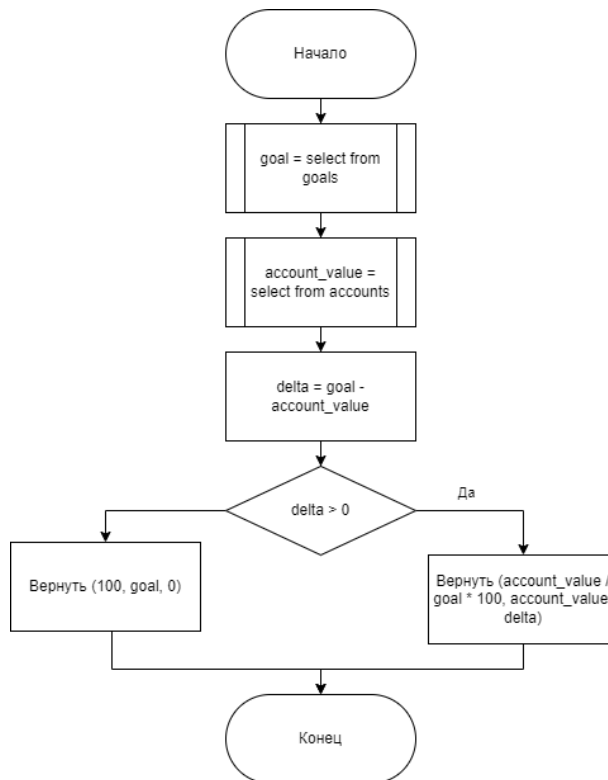 Начало
goal = select from
goals
account_value =
select from accounts
delta = goal -
account_value
delta > 0
Да
Вернуть (100, goal, 0)
Вернуть (account_value /
goal * 100, account_value
delta)
Конец